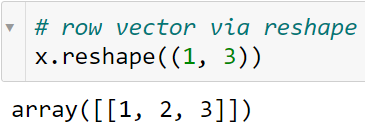 # row vector via reshape
x.reshape((1, 3))
array([[1, 2, 3]])